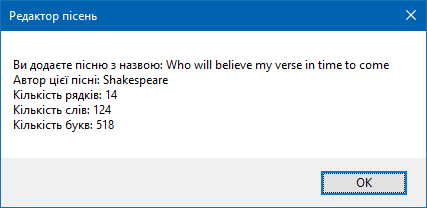 Редактор пісень
Ви додаєте пісню з назвою: Who will believe my verse in time to come
Автор цієї пісні: Shakespeare
Кількість рядків: 14
Кількість слів: 124
Кількість букв: 518
OK